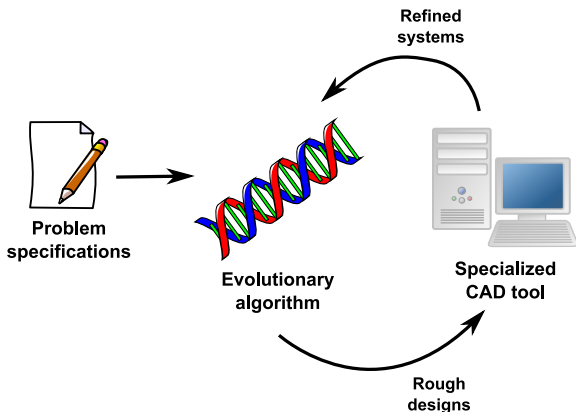 Refined
systems
Problem
specifications
Evolutionary
algorithm
Specialized
CAD tool
Rough
designs